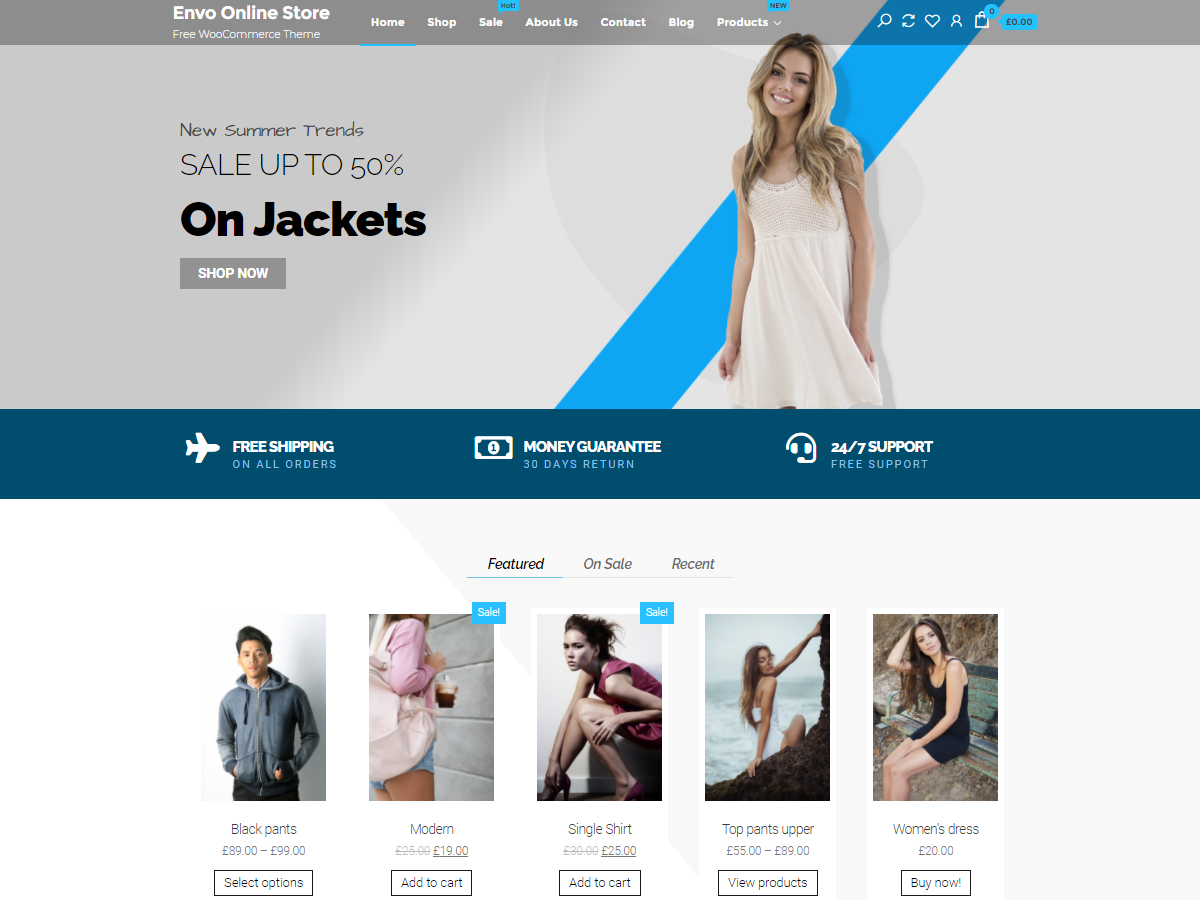 Envo Online Store
Free WooCommerce Theme
Home
Shop
Sale
Hot!
About Us
Contact
Blog
Products
NEW
0
£0.00
New Summer Trends
SALE UP TO 50%
On Jackets
SHOP NOW
FREE SHIPPING
ON ALL ORDERS
1
MONEY GUARANTEE
30 DAYS RETURN
24/7 SUPPORT
FREE SUPPORT
Featured
On Sale
Recent
Sale!
Sale!
Black pants
£89.00 – £99.00
Select options
Modern
£25.00 £19.00
Add to cart
Single Shirt
£30.00 £25.00
Add to cart
Top pants upper
£55.00 – £89.00
View products
Women's dress
£20.00
Buy now!